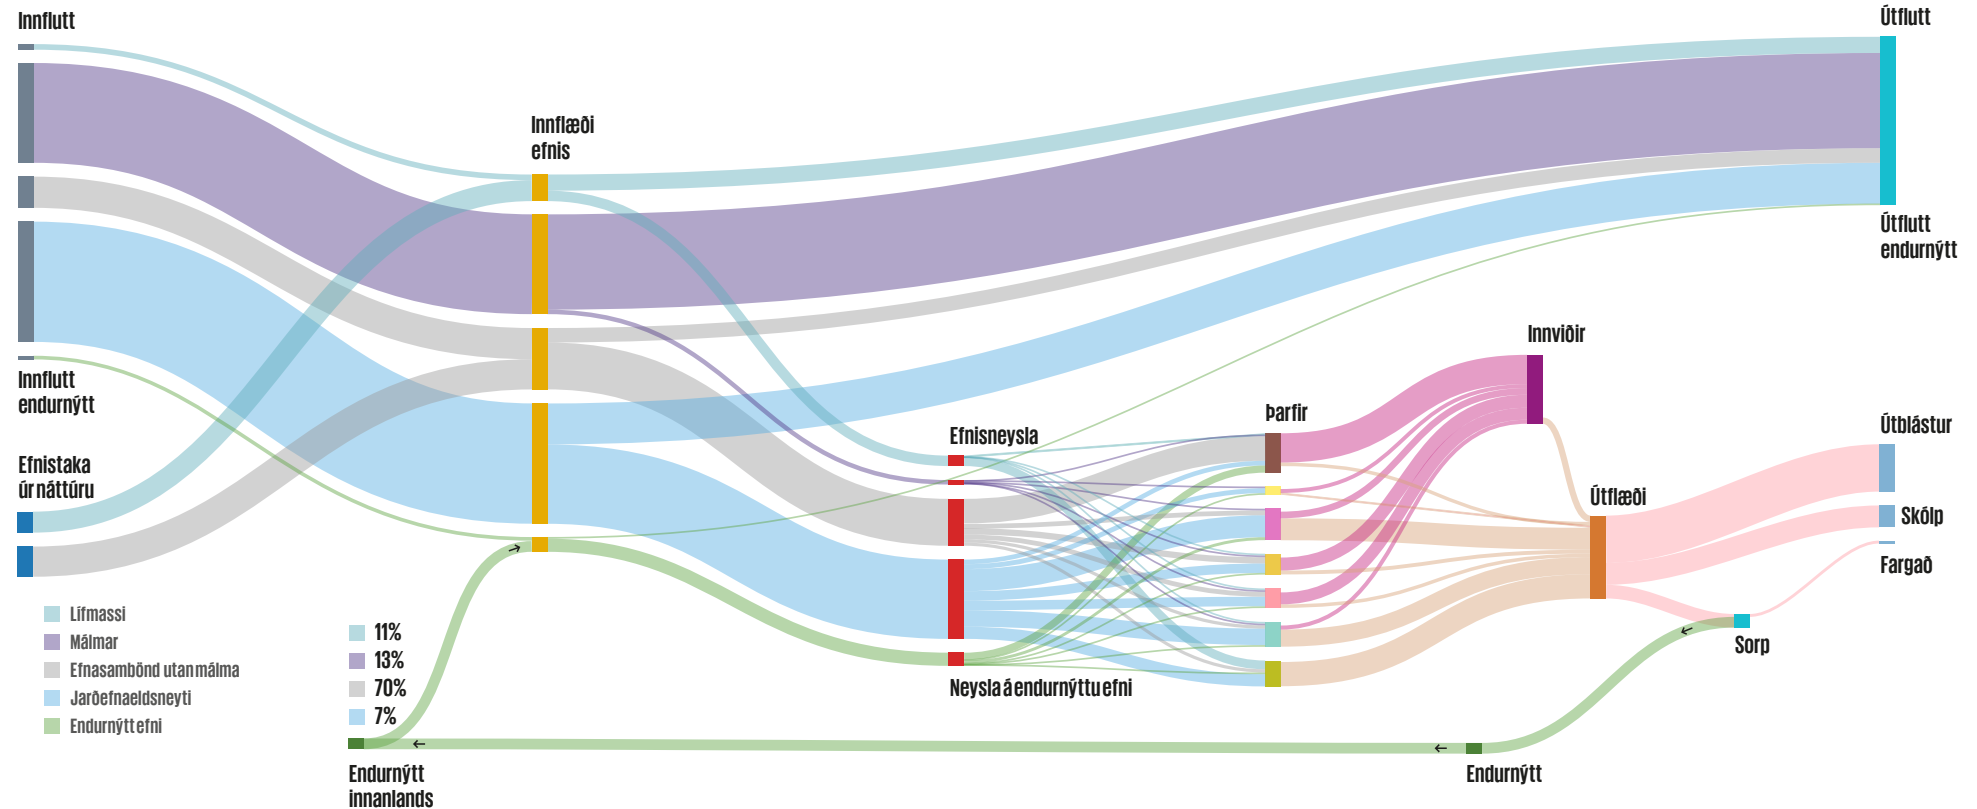 Innflutt
Útflutt
Innflæði
efnis
Útflutt
endurnýtt
Innviðir
Innflutt
endurnýtt
Þarfir
Efnisneysla
Útblástur
Efnistaka
úr náttúru
Útflæði
Skólp
Fargað
Lífmassi
Málmar
Efnasambönd utan málma
Jarðefnaeldsneyti
Endurnýtt efni
11%
13%
70%
7%
Sorp
Neysla á endurnýttu efni
Endurnýtt
innanlands
Endurnýtt